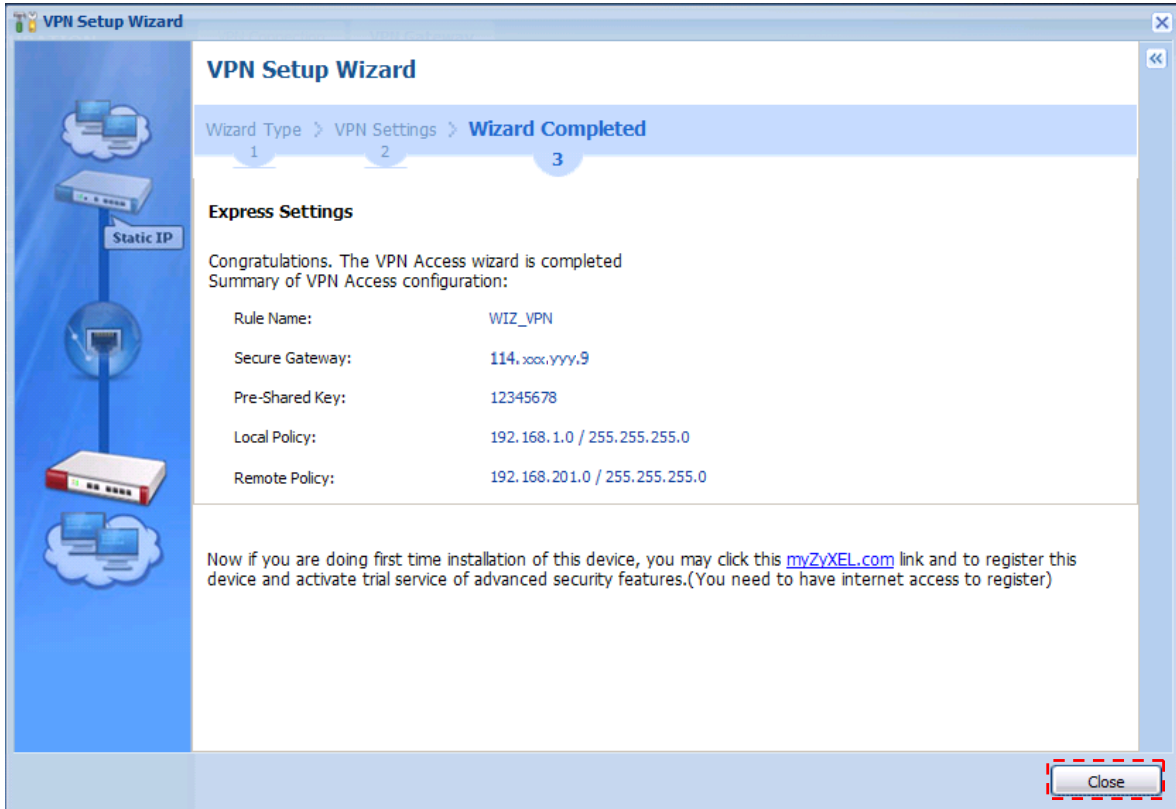 VPN Setup Wizard
VPN Setup Wizard
Wizard Type > VPN Settings > Wizard Completed
1 2 3
Static IP
Express Settings
Congratulations. The VPN Access wizard is completed
Summary of VPN Access configuration:
Rule Name: WIZ_VPN
Secure Gateway: 114.xxx.yyy.9
Pre-Shared Key: 12345678
Local Policy: 192.168.1.0 / 255.255.255.0
Remote Policy: 192.168.201.0 / 255.255.255.0
Now if you are doing first time installation of this device, you may click this myZyXEL.com link and to register this
device and activate trial service of advanced security features.(You need to have internet access to register)
Close